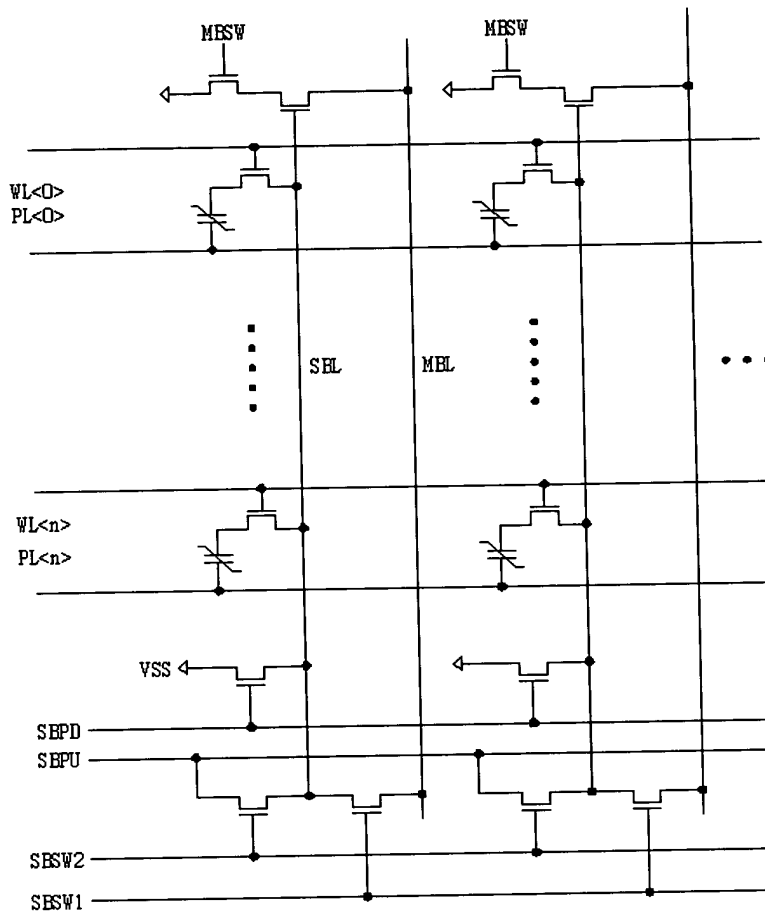 MBSW MBSW
WL<0>
PL<0>
SBL MBL
WL<n>
PL<n>
VSS
SBPD
SBPU
SBSW2
SBSW1